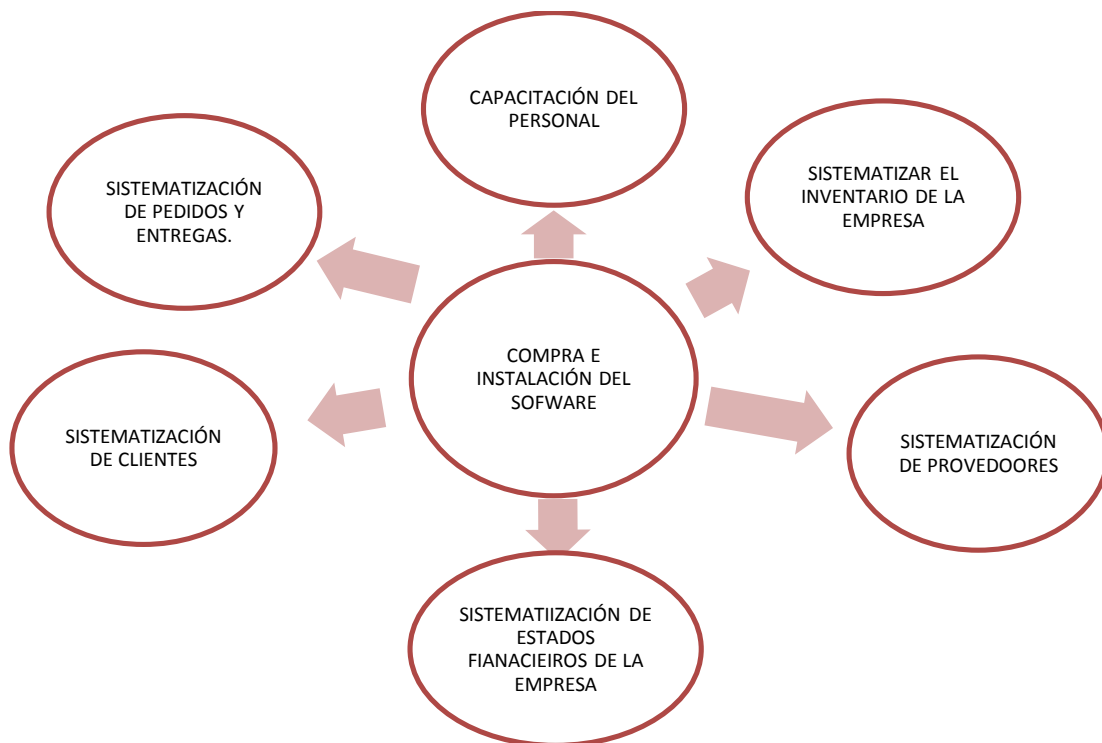 CAPACITACIÓN DEL
PERSONAL
SISTEMATIZAR EL
INVENTARIO DE LA
EMPRESA
SISTEMATIZACIÓN
DE PEDIDOS Y
ENTREGAS.
COMPRA E
INSTALACIÓN DEL
SOFWARE
SISTEMATIZACIÓN
DE CLIENTES
SISTEMATIZACIÓN
DE PROVEDOORES
SISTEMATIIZACIÓN DE
ESTADOS
FIANACIEIROS DE LA
EMPRESA